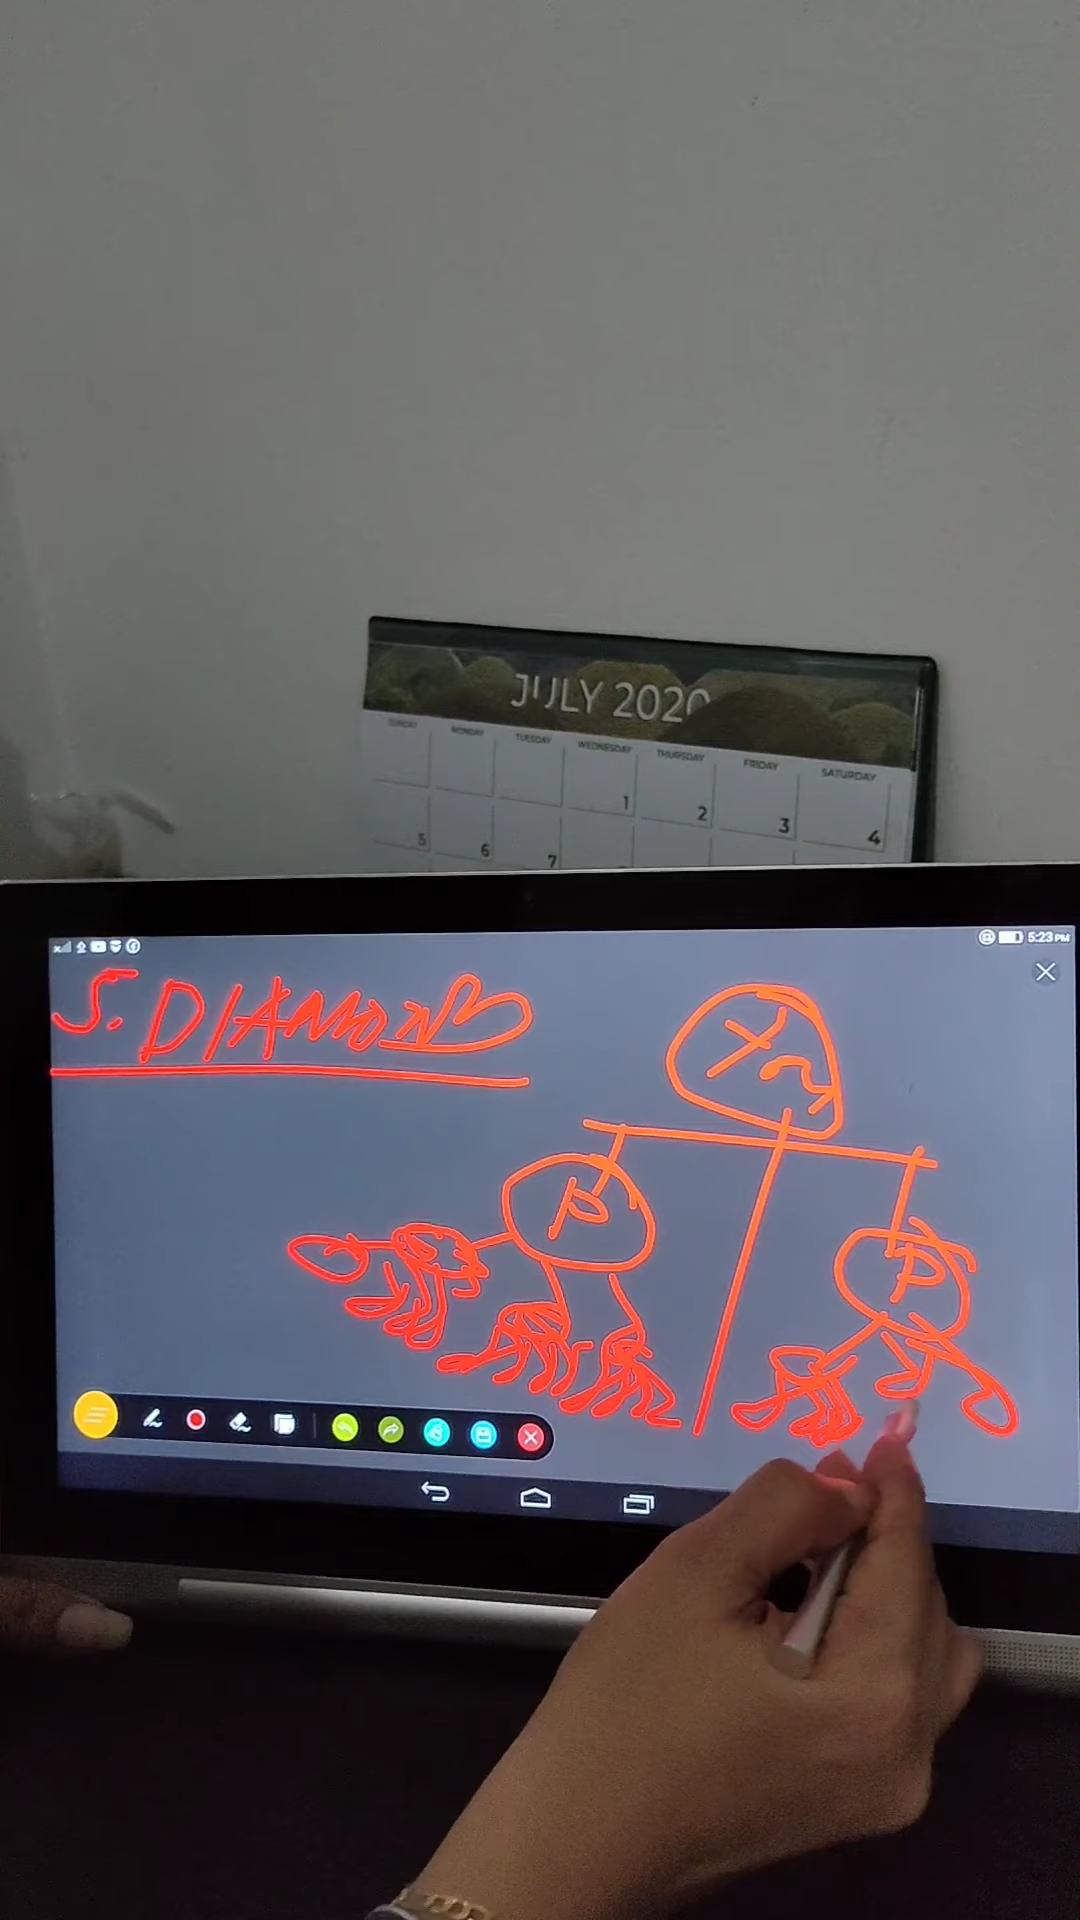 JULY 2020
SUNDAY MONDAY TUESDAY WEDNESDAY THURSDAY FRIDAY SATURDAY
1 2 3 4
5 6 7
5:23 PM
S. DIAMOND
You
P
P